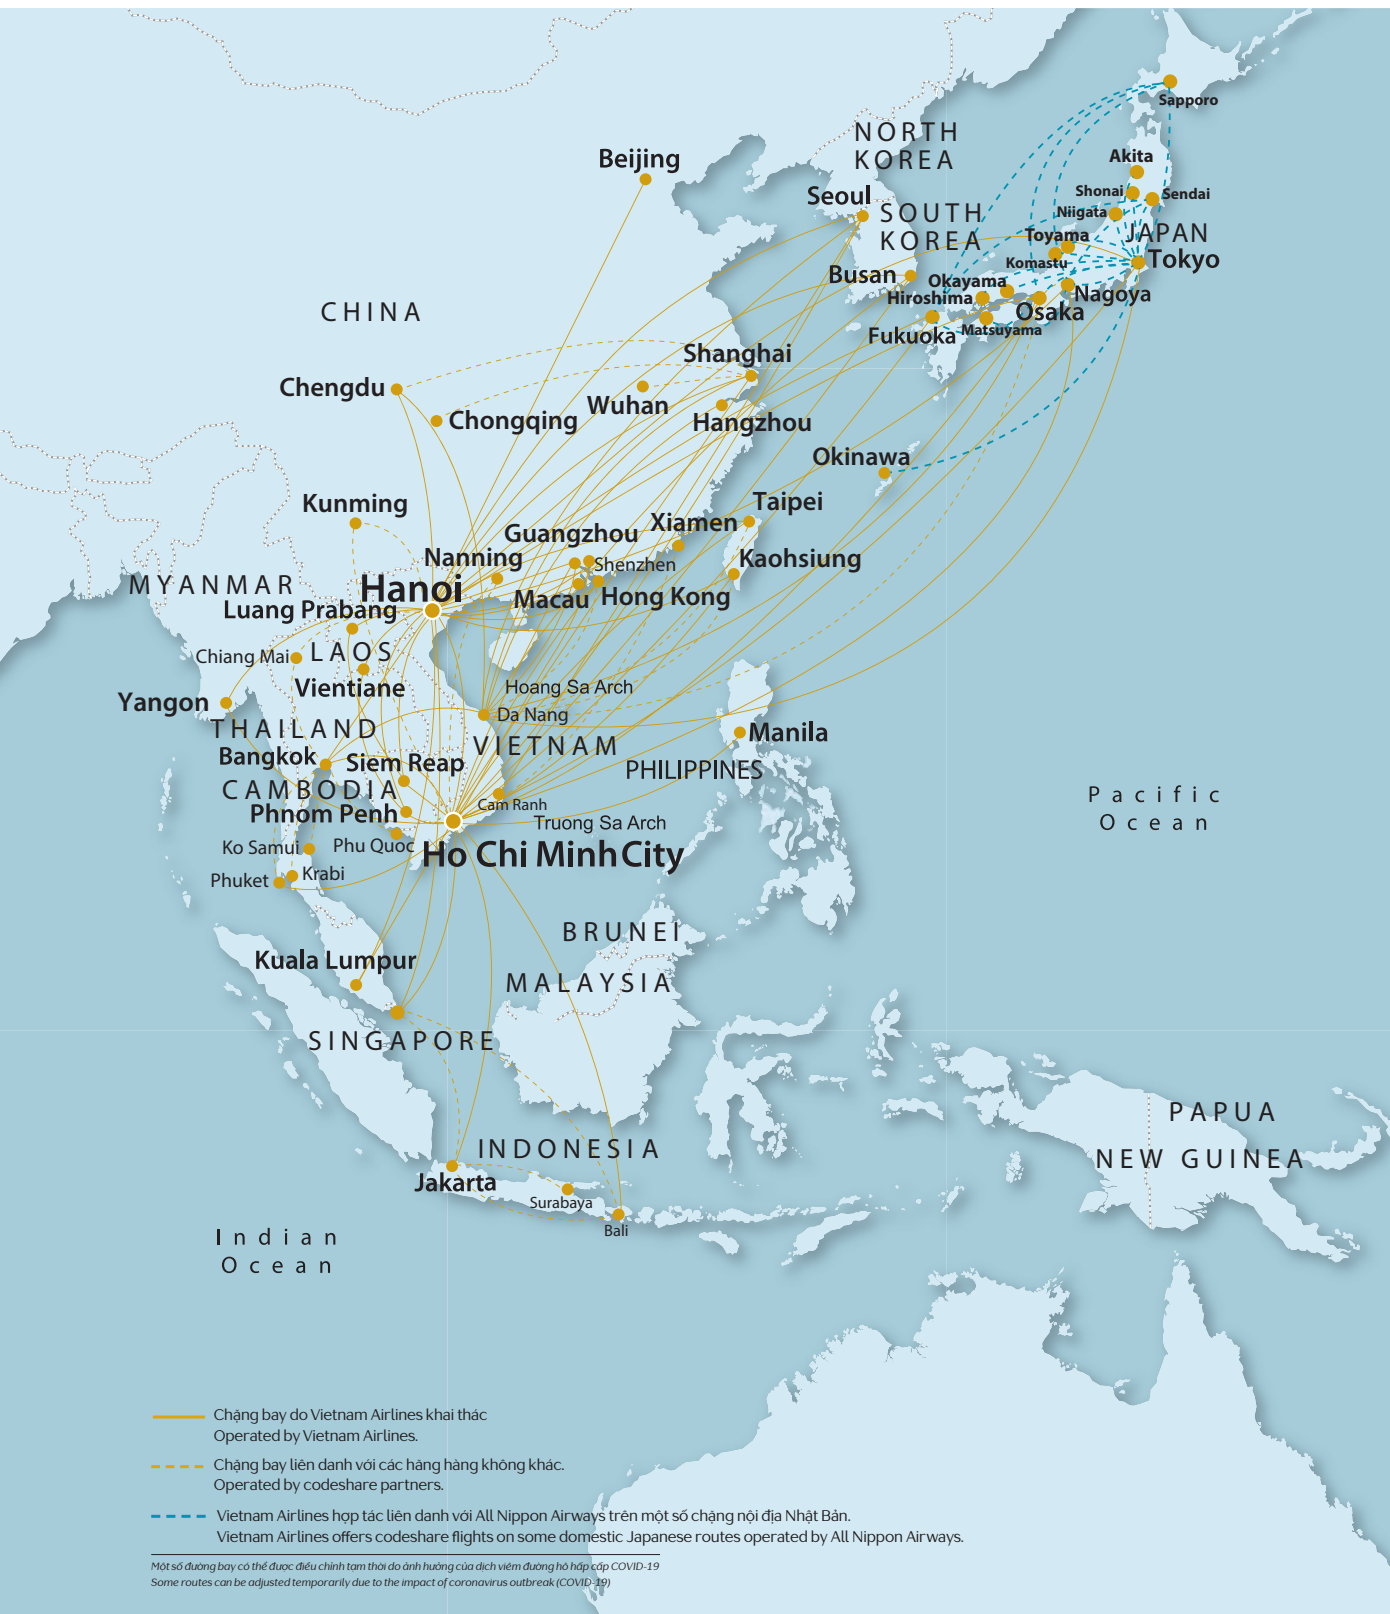 Sapporo
NORTH
KOREA
Beijing
Akita
Seoul
Shonai
Sendai
SOUTH
KOREA
Niigata
Toyama
JAPAN
Komastu
Tokyo
Busan
Okayama
Hiroshima
Nagoya
Osaka
CHINA
Fukuoka
Matsuyama
Shanghai
Chengdu
Wuhan
Chongqing
Hangzhou
Okinawa
Kunming
Taipei
Xiamen
Guangzhou
Nanning
Shenzhen
Kaohsiung
MYANMAR
Hanoi
Macau
Hong Kong
Luang Prabang
Chiang Mai
LAOS
Vientiane
Hoang Sa Arch
Yangon
Da Nang
THAILAND
VIETNAM
Manila
Bangkok
Siem Reap
PHILIPPINES
CAMBODIA
Cam Ranh
Phnom Penh
Truong Sa Arch
Pacific
Ocean
Ko Samui
Phu Quoc
Ho Chi Minh City
Phuket
Krabi
BRUNEI
Kuala Lumpur
MALAYSIA
SINGAPORE
PAPUA
NEW GUINEA
INDONESIA
Jakarta
Surabaya
Bali
Indian
Ocean
Chặng bay do Vietnam Airlines khai thác
Operated by Vietnam Airlines.
Chặng bay liên danh với các hãng hàng không khác.
Operated by codeshare partners.
Vietnam Airlines hợp tác liên danh với All Nippon Airways trên một số chặng nội địa Nhật Bản.
Vietnam Airlines offers codeshare flights on some domestic Japanese routes operated by All Nippon Airways.
Một số đường bay có thể được điều chỉnh tạm thời do ảnh hưởng của dịch viêm đường hô hấp cấp COVID-19
Some routes can be adjusted temporarily due to the impact of coronavirus outbreak (COVID-19)